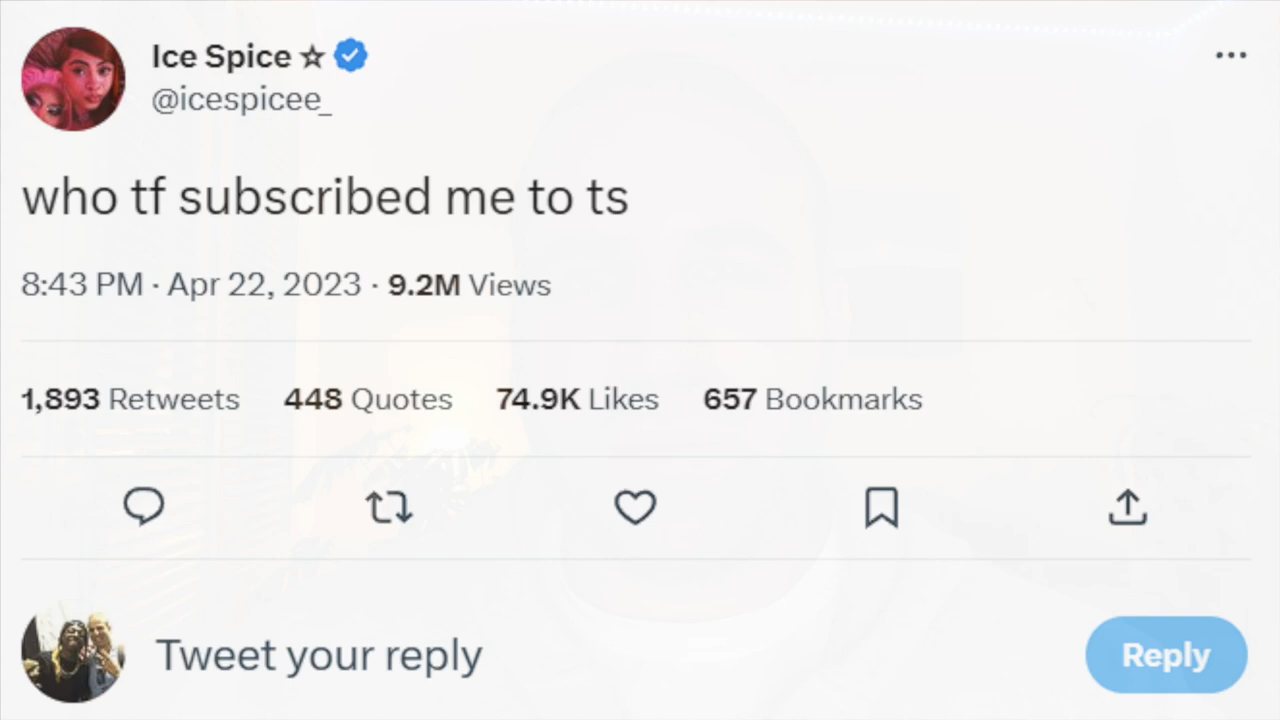 Ice Spice ☆
@icespicee_
who tf subscribed me to ts
8:43 PM · Apr 22, 2023 · 9.2M Views
1,893 Retweets 448 Quotes 74.9K Likes 657 Bookmarks
Tweet your reply
Reply